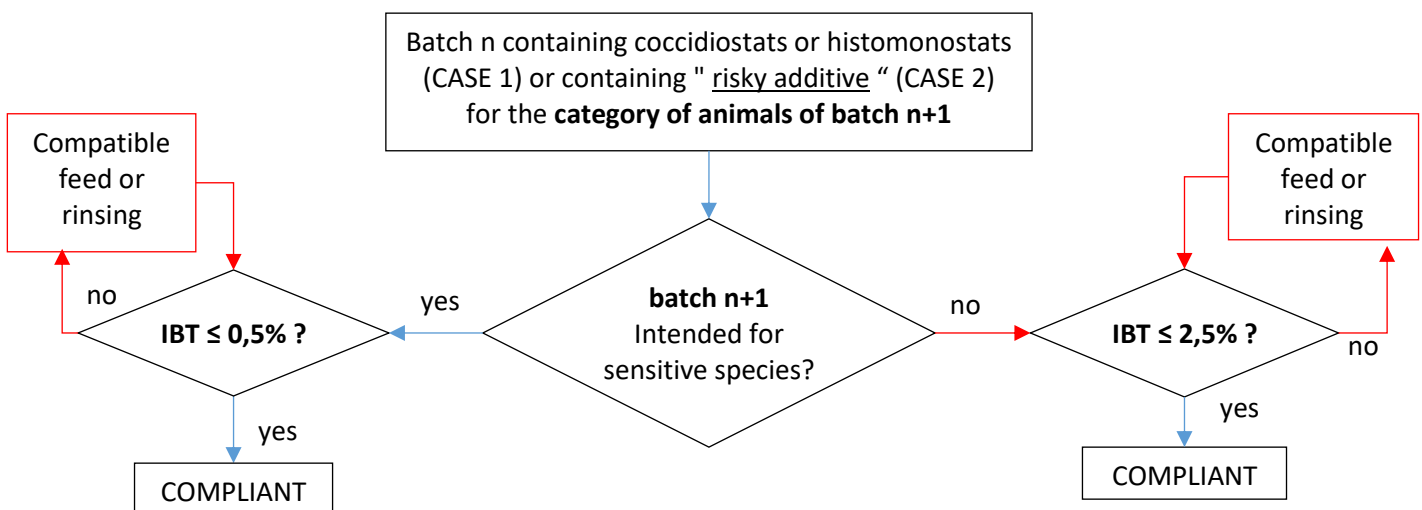 Batch n containing coccidiostats or histomonostats
(CASE 1) or containing " risky additive “ (CASE 2)
for the category of animals of batch n+1
Compatible
feed or
rinsing
Compatible
feed or
rinsing
no
IBT ≤ 0,5% ?
yes
batch n+1
Intended for
sensitive species?
no
IBT ≤ 2,5% ?
no
yes
COMPLIANT
yes
COMPLIANT